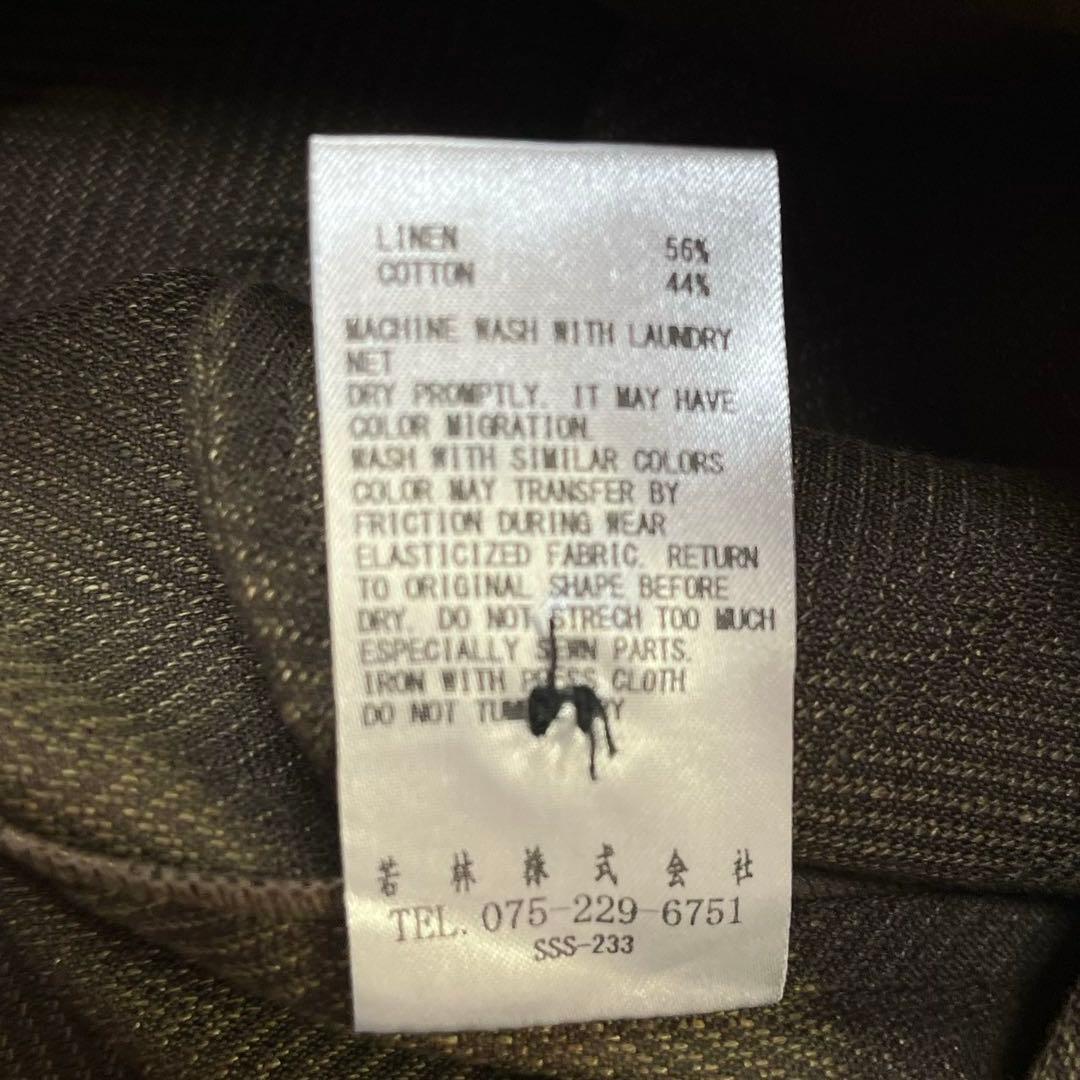 LINEN 56%
COTTON 44%
MACHINE WASH WITH LAUNDRY
NET
DRY PROMPTLY. IT MAY HAVE
COLOR MIGRATION.
WASH WITH SIMILAR COLORS
COLOR MAY TRANSFER BY
FRICTION DURING WEAR
ELASTICIZED FABRIC. RETURN
TO ORIGINAL SHAPE BEFORE
DRY. DO NOT STRECH TOO MUCH
ESPECIALLY SEWN PARTS.
IRON WITH PRESS CLOTH
DO NOT TUMBLE DRY
若林株式会社
TEL. 075-229-6751
SSS-233